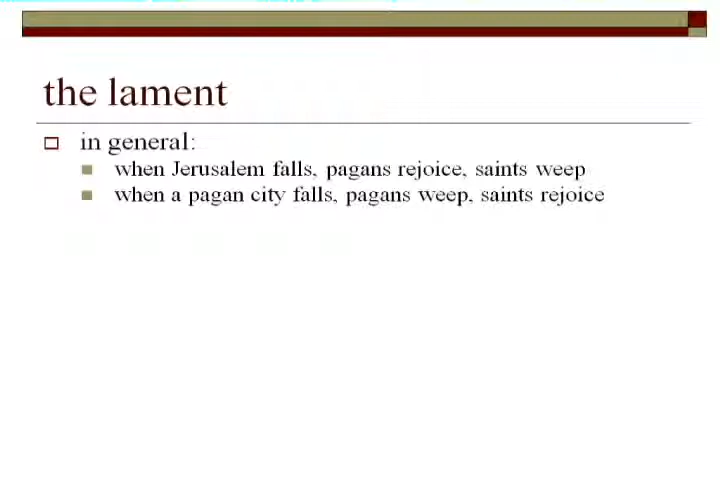 the lament
in general:
when Jerusalem falls, pagans rejoice, saints weep
when a pagan city falls, pagans weep, saints rejoice